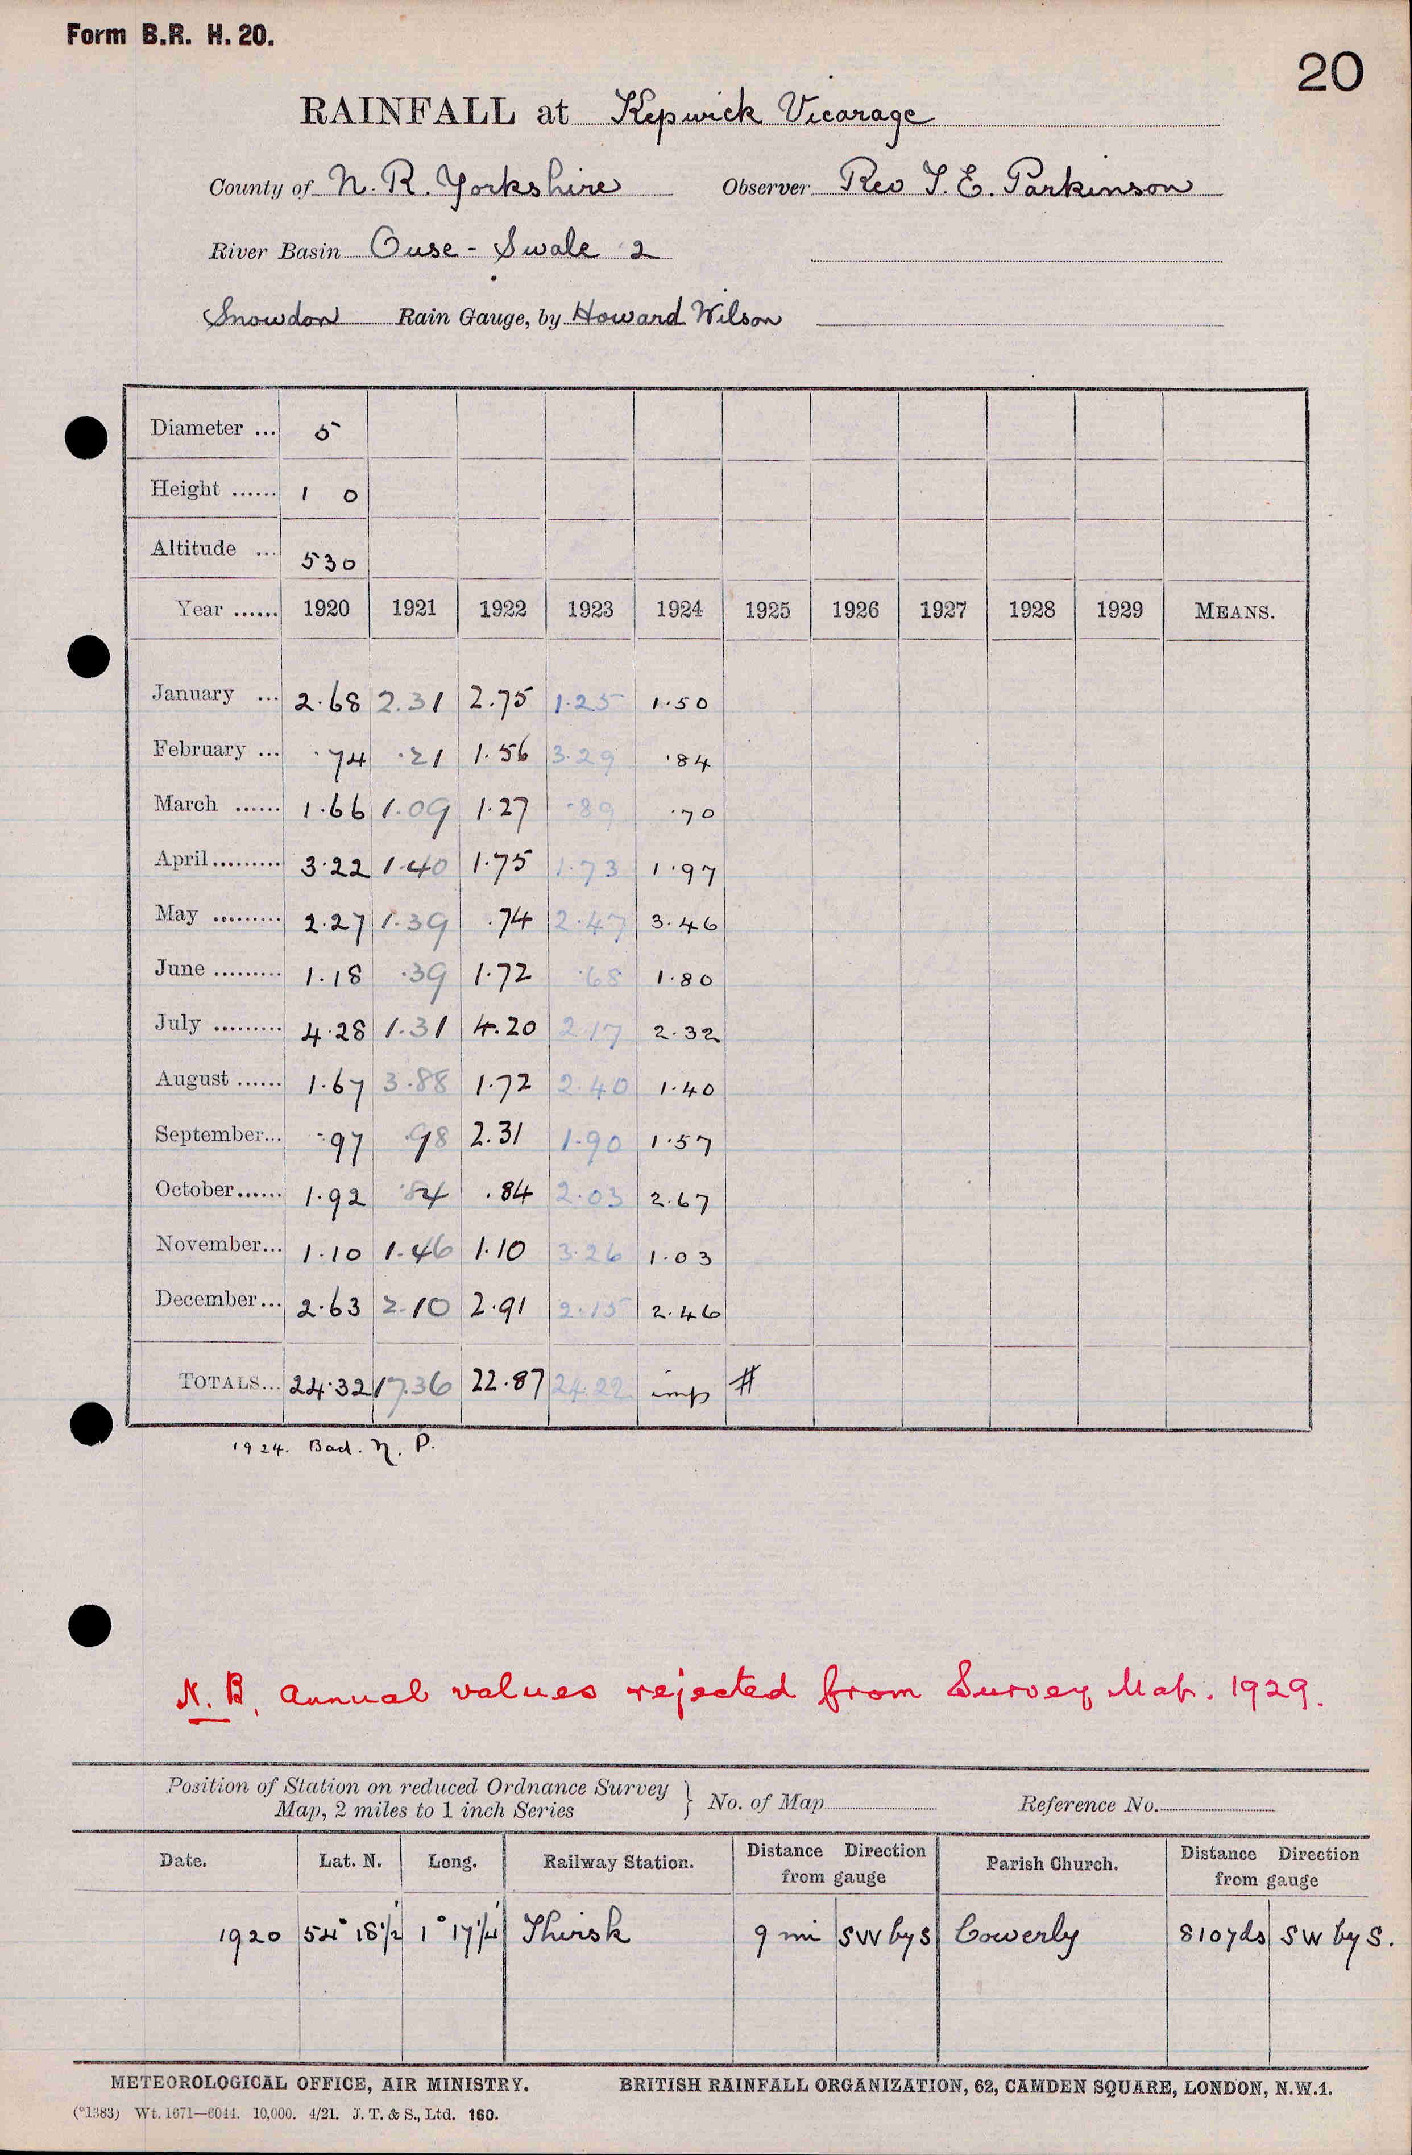 Form B.R. H. 20.
20
RAINFALL at Kepwick Vicarage
County of N. R. Yorkshire Observer Rev T. E. Parkinson
River Basin Ouse - Swale 2
Snowdon Rain Gauge, by Howard Wilson
Diameter ... 5
Height ...... 1 0
Altitude ... 530
Year ...... 1920 1921 1922 1923 1924 1925 1926 1927 1928 1929 MEANS.
January ... 2.68 2.31 2.75 1.25 1.50
February ... .74 .21 1.56 3.29 .84
March ...... 1.66 1.09 1.27 .89 .70
April......... 3.22 1.40 1.75 1.73 1.97
May ......... 2.27 1.39 .74 2.47 3.46
June ......... 1.18 .39 1.72 .68 1.80
July ......... 4.28 1.31 4.20 2.17 2.32
August ...... 1.67 3.88 1.72 2.40 1.40
September... .97 .98 2.31 1.90 1.57
October...... 1.92 .84 .84 2.03 2.67
November... 1.10 1.46 1.10 3.26 1.03
December... 2.63 2.10 2.91 2.15 2.46
TOTALS... 24.32 17.36 22.87 24.22 imp #
1924. Bad. N. P.
N.B. Annual values rejected from Survey Map. 1929.
Position of Station on reduced Ordnance Survey
Map, 2 miles to 1 inch Series } No. of Map Reference No.
Date. Lat. N. Long. Railway Station. Distance Direction from gauge Parish Church. Distance Direction from gauge
1920 54° 18½' 1° 17¼' Thirsk 9 mi SW by S Cowerly 810 yds SW by S.
METEOROLOGICAL OFFICE, AIR MINISTRY. BRITISH RAINFALL ORGANIZATION, 62, CAMDEN SQUARE, LONDON, N.W.1.
(*1383) Wt. 1671—6044. 10,000. 4/21. J. T. & S., Ltd. 160.